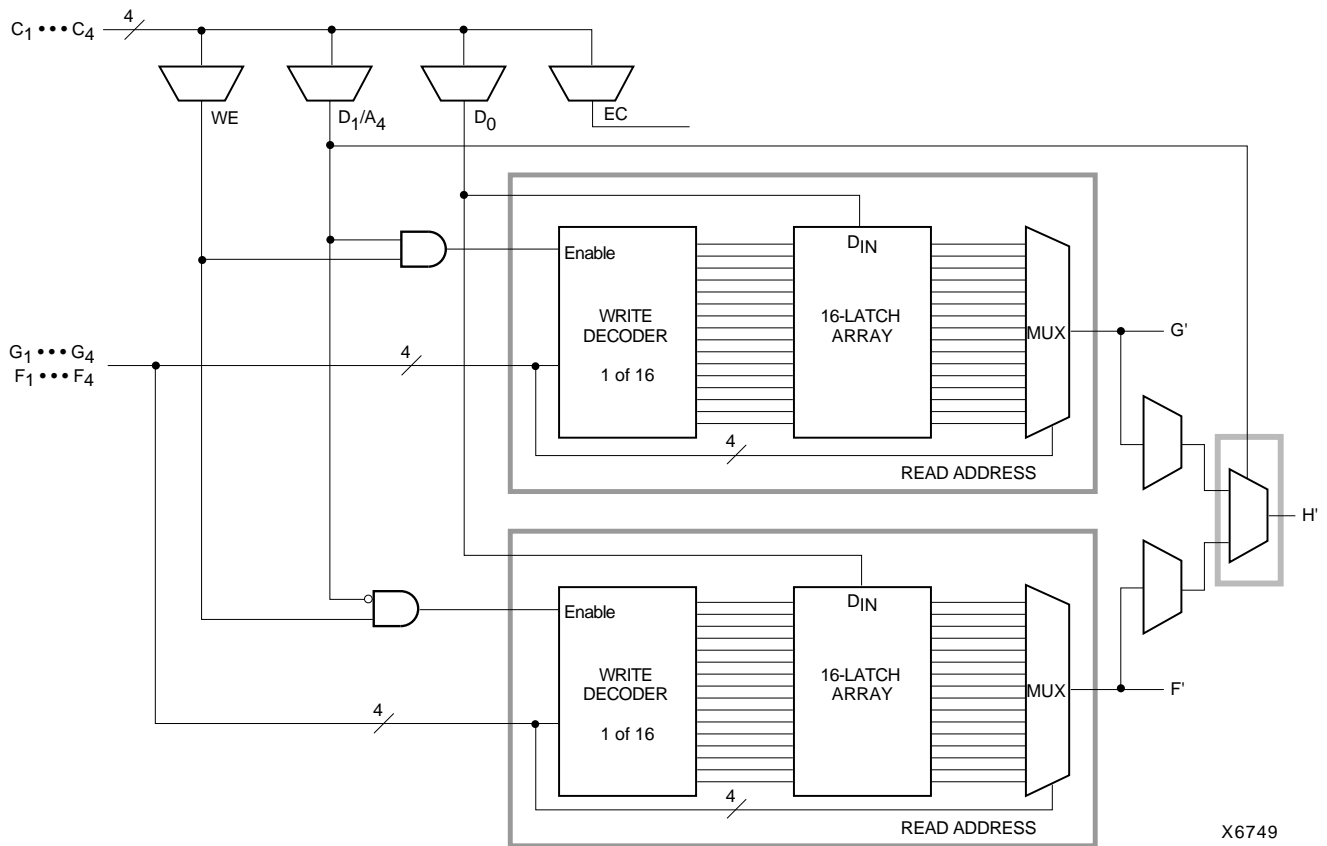 C1 ••• C4
4
WE
D1/A4
D0
EC
Enable
WRITE
DECODER
1 of 16
DIN
16-LATCH
ARRAY
MUX
G'
G1 ••• G4
F1 ••• F4
4
4
READ ADDRESS
H'
Enable
WRITE
DECODER
1 of 16
DIN
16-LATCH
ARRAY
MUX
F'
4
4
READ ADDRESS
X6749